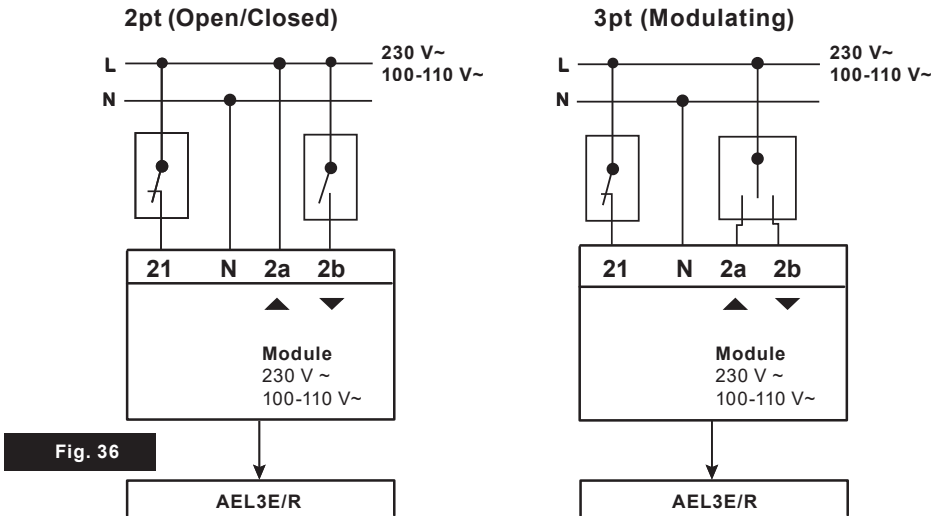 2pt (Open/Closed)
L
N
230 V~
100-110 V~
21 N 2a 2b
Module
230 V ~
100-110 V~
AEL3E/R
3pt (Modulating)
L
N
230 V~
100-110 V~
21 N 2a 2b
Module
230 V ~
100-110 V~
AEL3E/R
Fig. 36